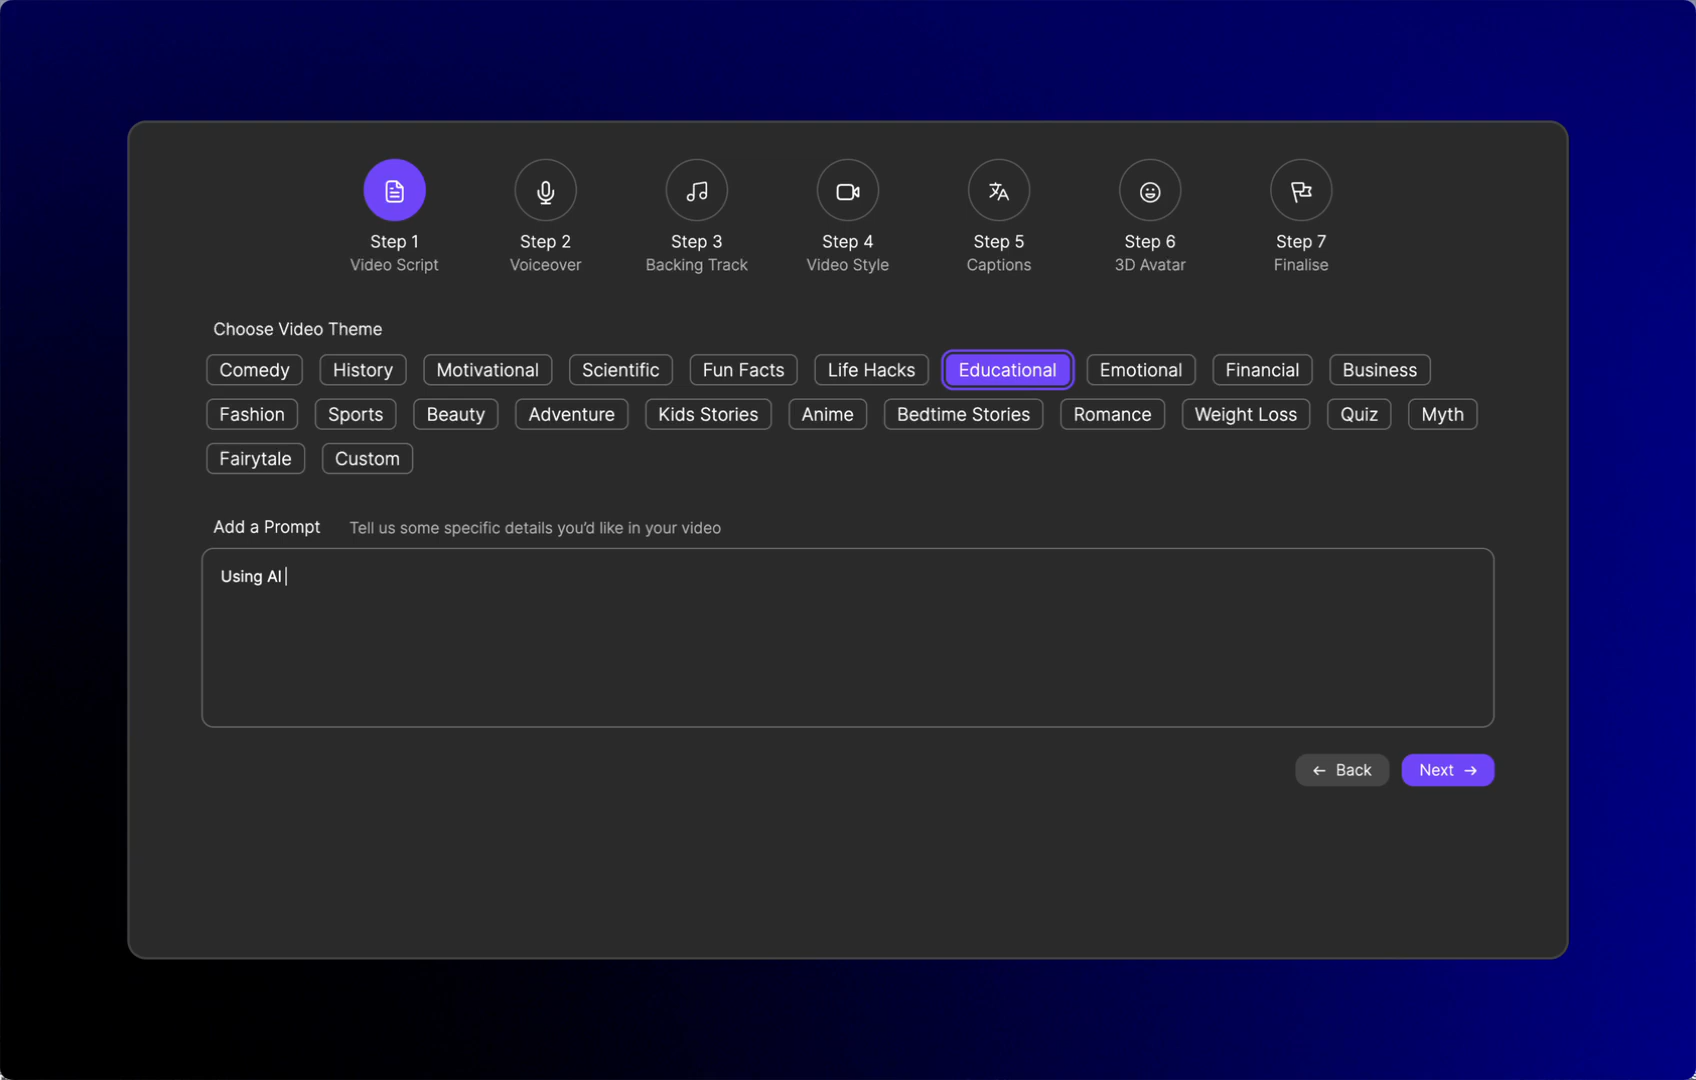 Step 1 Step 2 Step 3 Step 4 Step 5 Step 6 Step 7
Video Script Voiceover Backing Track Video Style Captions 3D Avatar Finalise
Choose Video Theme
Comedy History Motivational Scientific Fun Facts Life Hacks Educational Emotional Financial Business
Fashion Sports Beauty Adventure Kids Stories Anime Bedtime Stories Romance Weight Loss Quiz Myth
Fairytale Custom
Add a Prompt Tell us some specific details you’d like in your video
Using AI
← Back Next →